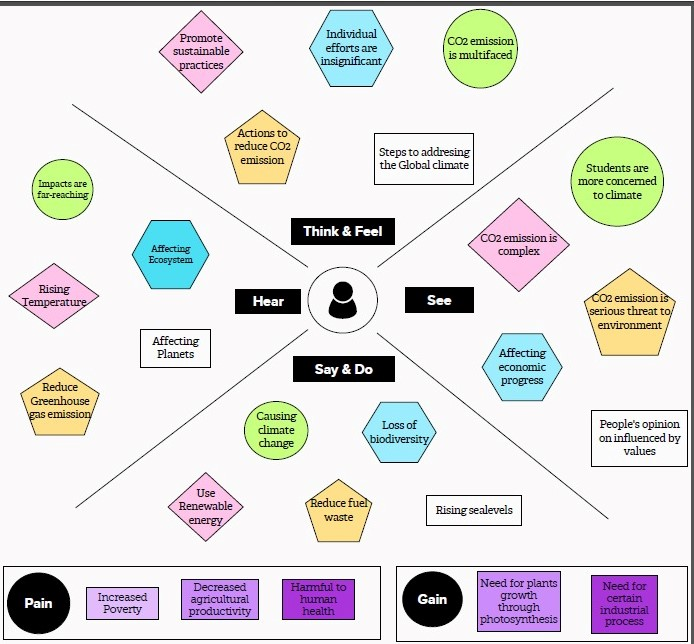 Promote
sustainable
practices
Individual
efforts are
insignificant
CO2 emission
is multifaced
Actions to
reduce CO2
emission
Steps to addresing
the Global climate
Impacts are
far-reaching
Students are
more concerned
to climate
Think & Feel
CO2 emission is
complex
Affecting
Ecosystem
Rising
Temperature
Hear
See
CO2 emission is
serious threat to
environment
Affecting
Planets
Affecting
economic
progress
Say & Do
Reduce
Greenhouse
gas emission
Causing
climate
change
Loss of
biodiversity
People's opinion
on influenced by
values
Use
Renewable
energy
Reduce fuel
waste
Rising sealevels
Pain
Increased
Poverty
Decreased
agricultural
productivity
Harmful to
human
health
Gain
Need for plants
growth
through
photosynthesis
Need for
certain
industrial
process